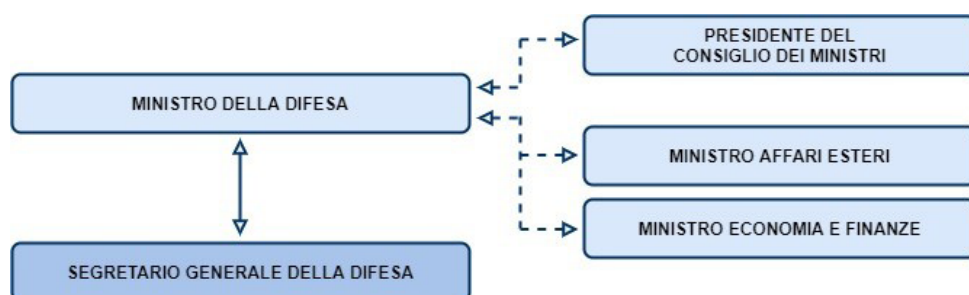 PRESIDENTE DEL
CONSIGLIO DEI MINISTRI
MINISTRO DELLA DIFESA
MINISTRO AFFARI ESTERI
MINISTRO ECONOMIA E FINANZE
SEGRETARIO GENERALE DELLA DIFESA